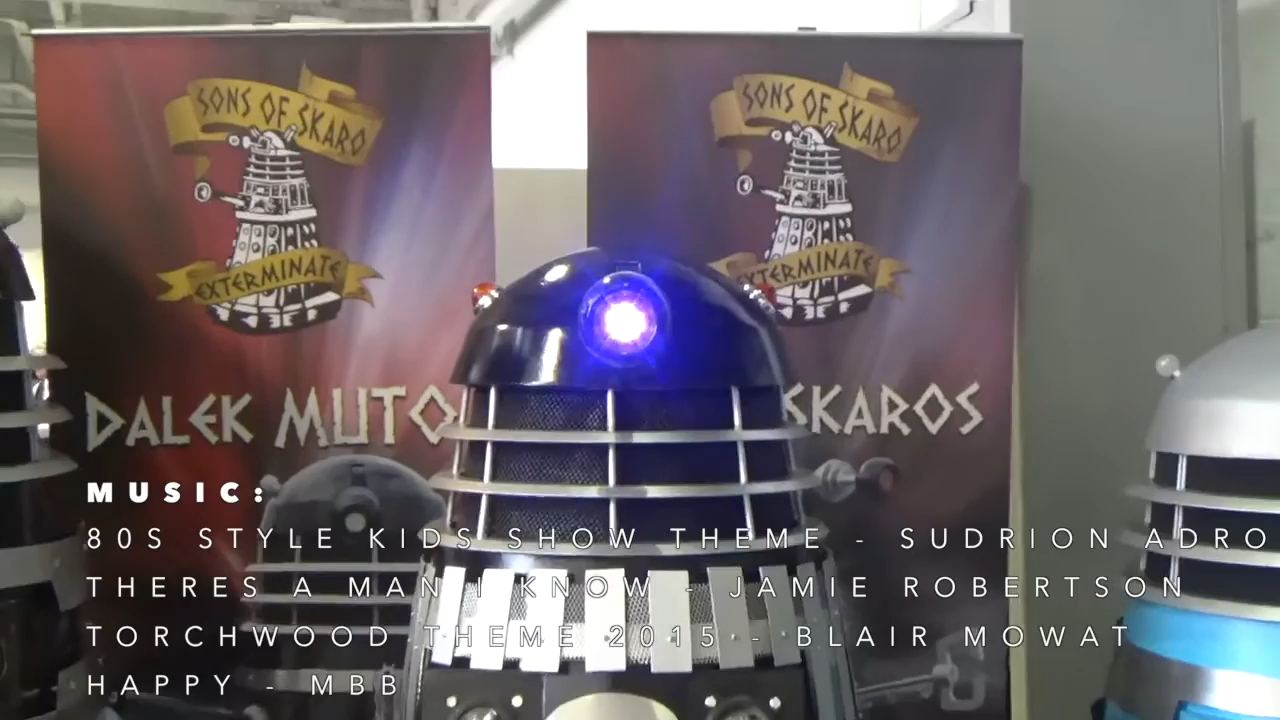 SONS OF SKARO
EXTERMINATE
DALEK MUTO
SONS OF SKARO
EXTERMINATE
SKAROS
MUSIC:
80S STYLE KIDS SHOW THEME - SUDRION ADRO
THERES A MAN I KNOW - JAMIE ROBERTSON
TORCHWOOD THEME 2015 - BLAIR MOWAT
HAPPY - MBB